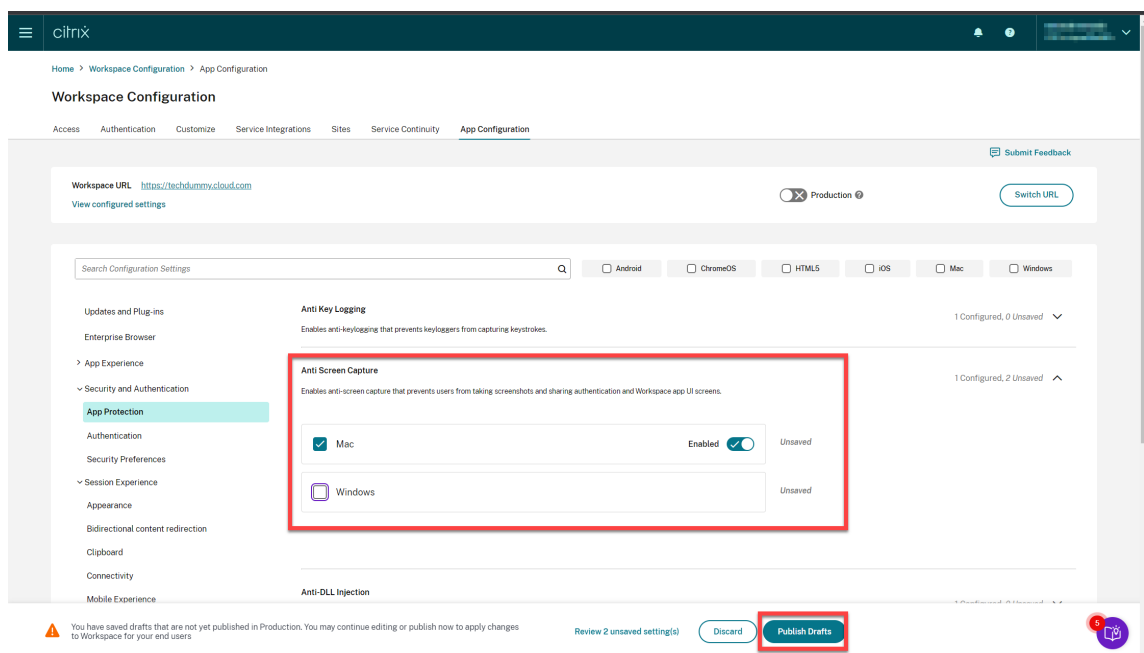 citrix
Home > Workspace Configuration > App Configuration
Workspace Configuration
Access Authentication Customize Service Integrations Sites Service Continuity App Configuration
Submit Feedback
Workspace URL https://techdummy.cloud.com
View configured settings
Production
Switch URL
Search Configuration Settings
Android ChromeOS HTML5 iOS Mac Windows
Updates and Plug-ins
Enterprise Browser
App Experience
Security and Authentication
App Protection
Authentication
Security Preferences
Session Experience
Appearance
Bidirectional content redirection
Clipboard
Connectivity
Mobile Experience
Anti Key Logging
Enables anti-keylogging that prevents keyloggers from capturing keystrokes.
1 Configured, 0 Unsaved
Anti Screen Capture
Enables anti-screen capture that prevents users from taking screenshots and sharing authentication and Workspace app UI screens.
1 Configured, 2 Unsaved
Mac Enabled Unsaved
Windows Unsaved
Anti-DLL Injection
You have saved drafts that are not yet published in Production. You may continue editing or publish now to apply changes
to Workspace for your end users
Review 2 unsaved setting(s)
Discard
Publish Drafts
5